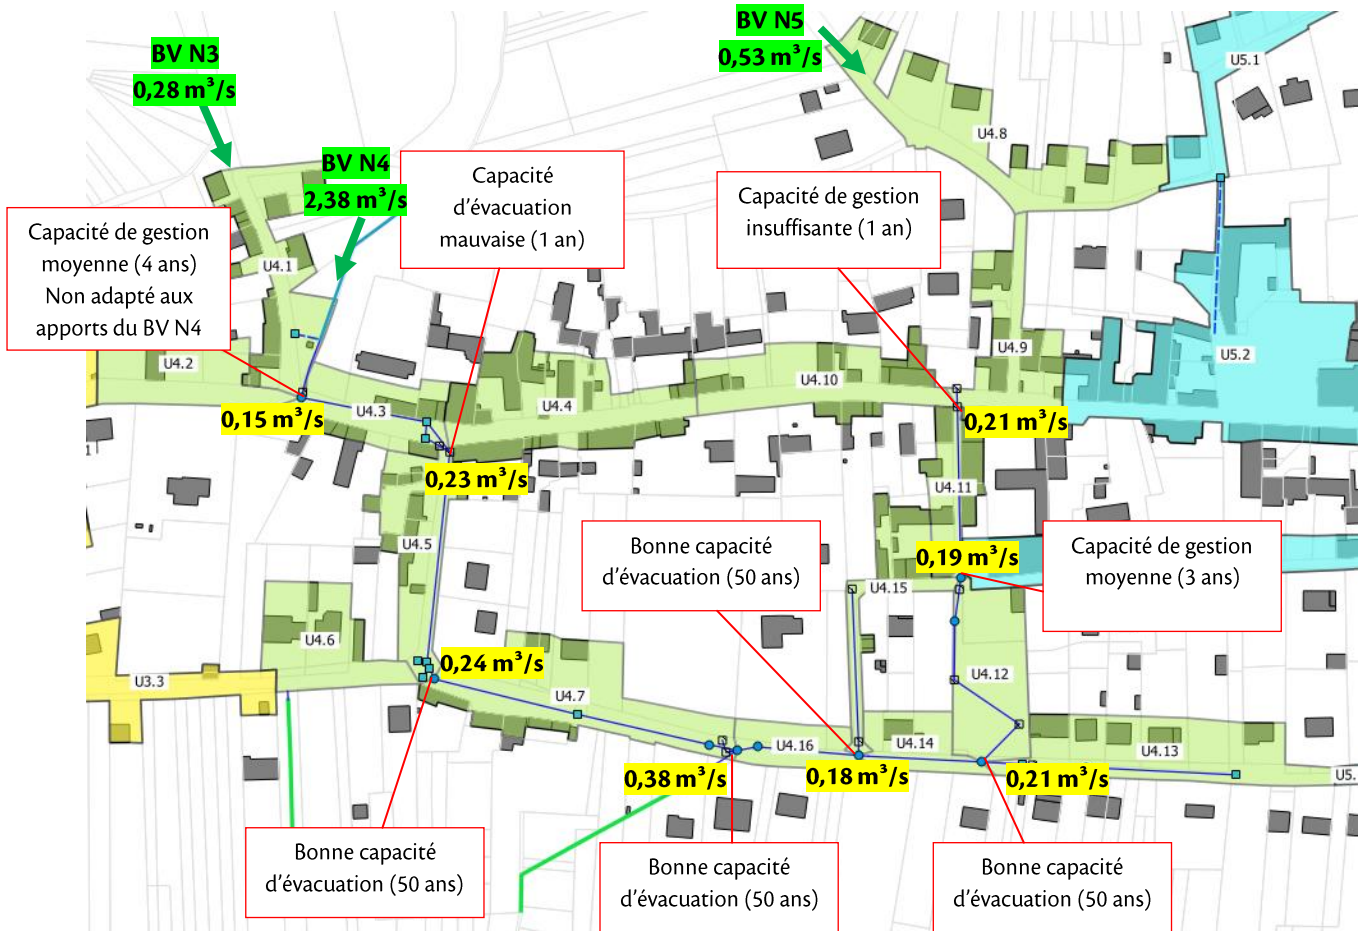 BV N5
0,53 m³/s
BV N3
0,28 m³/s
U5.1
U4.8
BV N4
2,38 m³/s
Capacité
d'évacuation
mauvaise (1 an)
Capacité de gestion
insuffisante (1 an)
Capacité de gestion
moyenne (4 ans)
Non adapté aux
apports du BV N4
U4.1
U4.2
U4.9
U5.2
U4.10
U4.3
U4.4
0,15 m³/s
0,21 m³/s
1
0,23 m³/s
U4.11
U4.5
Bonne capacité
d'évacuation (50 ans)
0,19 m³/s
Capacité de gestion
moyenne (3 ans)
U4.15
U4.6
0,24 m³/s
U3.3
U4.7
U4.12
U4.16
U4.14
U4.13
0,38 m³/s
0,18 m³/s
0,21 m³/s
U5.
Bonne capacité
d'évacuation (50 ans)
Bonne capacité
d'évacuation (50 ans)
Bonne capacité
d'évacuation (50 ans)